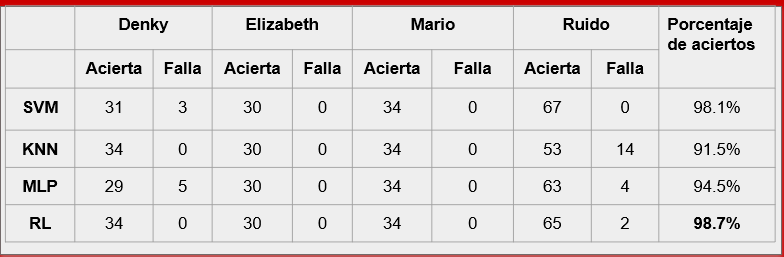 Denky Elizabeth Mario Ruido Porcentaje
de aciertos
Acierta Falla Acierta Falla Acierta Falla Acierta Falla
SVM 31 3 30 0 34 0 67 0 98.1%
KNN 34 0 30 0 34 0 53 14 91.5%
MLP 29 5 30 0 34 0 63 4 94.5%
RL 34 0 30 0 34 0 65 2 98.7%